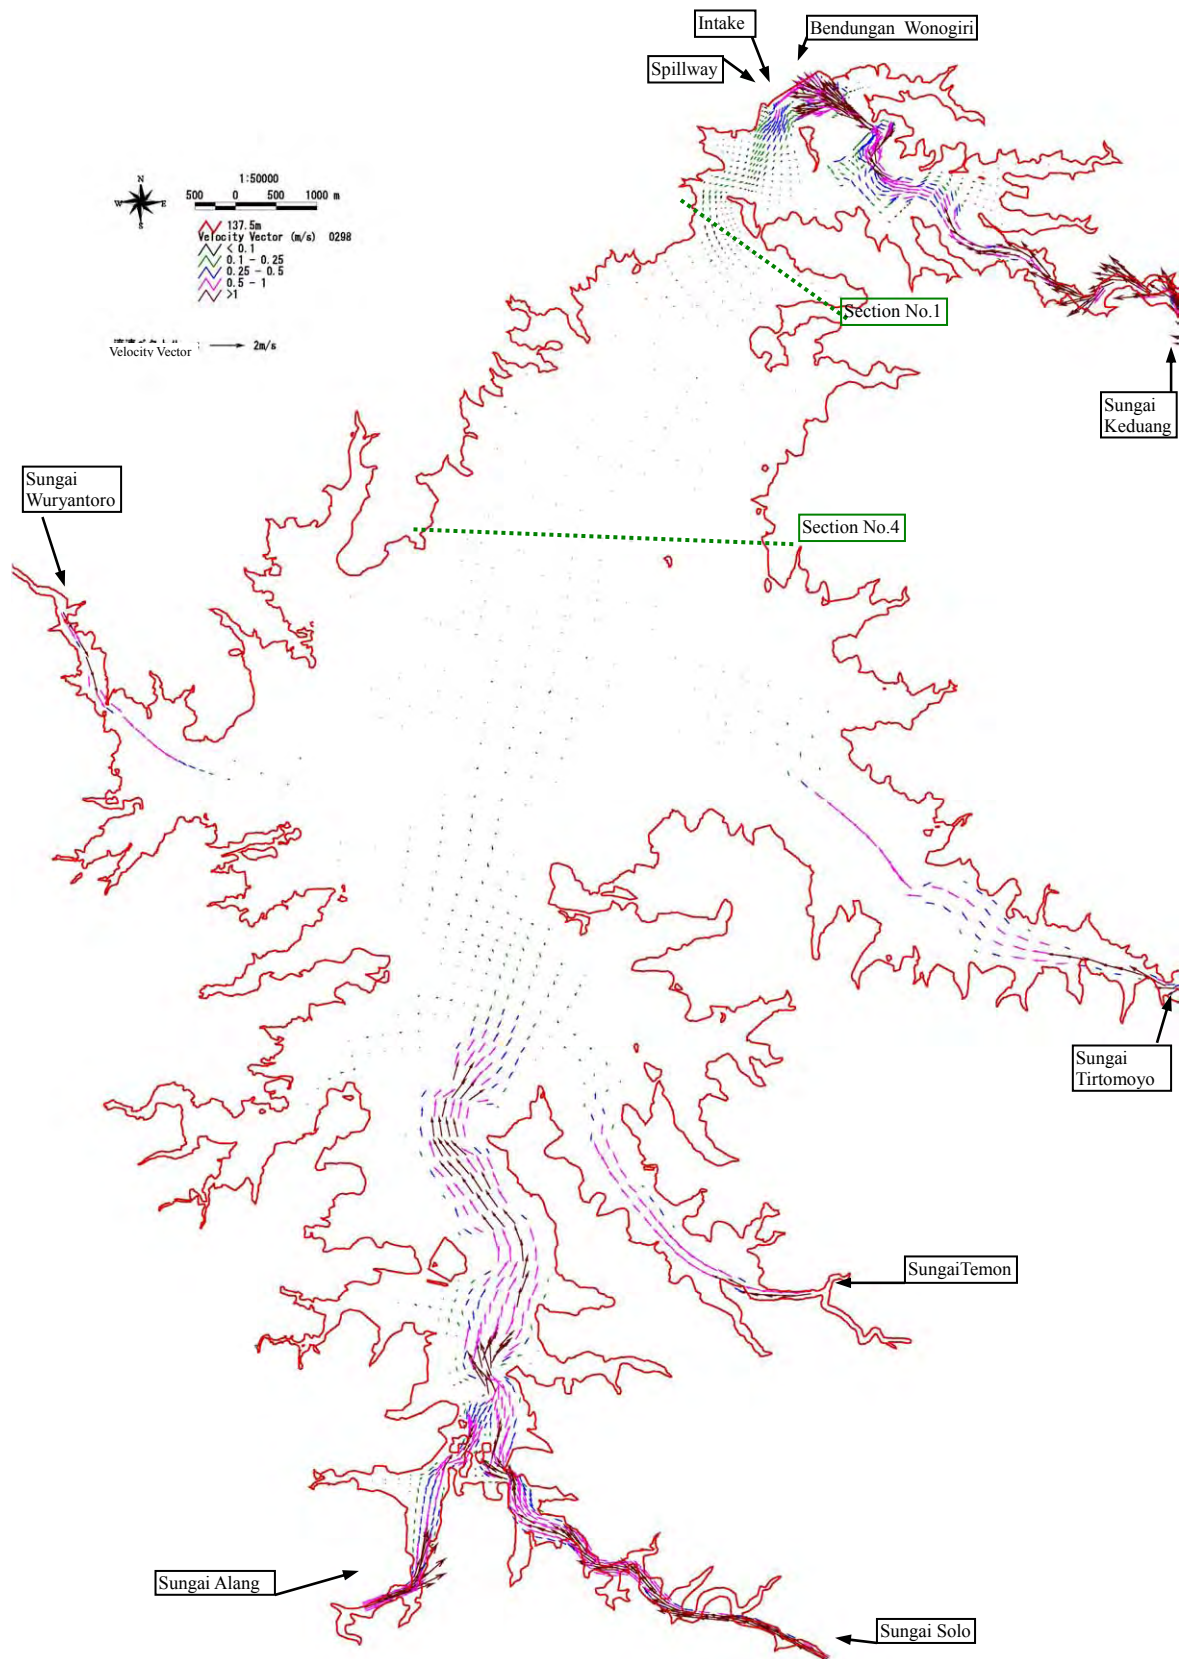 Intake
Bendungan Wonogiri
Spillway
N
W
E
S
1:50000
500 0 500 1000 m
137.5m
Velocity Vector (m/s) 0298
< 0.1
0.1 - 0.25
0.25 - 0.5
0.5 - 1
>1
: 2m/s
Velocity Vector
Section No.1
Sungai
Keduang
Sungai
Wuryantoro
Section No.4
Sungai
Tirtomoyo
SungaiTemon
Sungai Alang
Sungai Solo